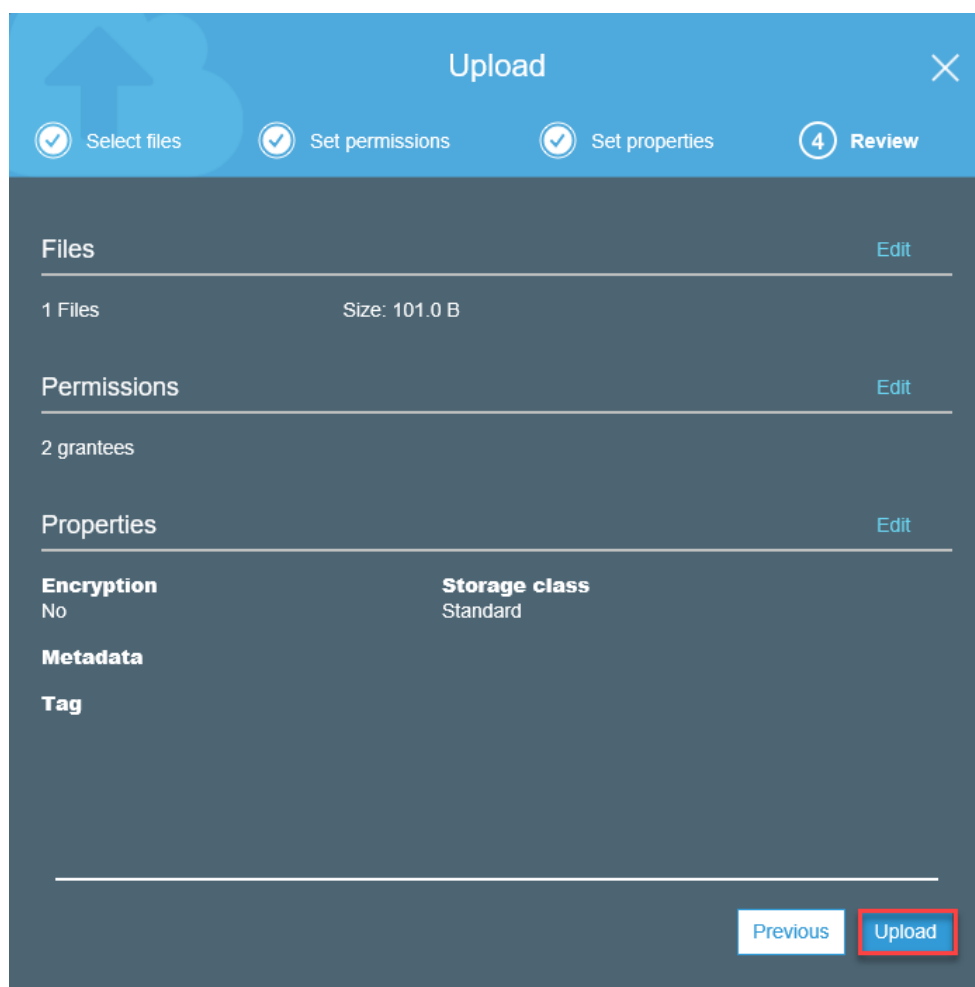 Upload
Select files Set permissions Set properties 4 Review
Files Edit
1 Files Size: 101.0 B
Permissions Edit
2 grantees
Properties Edit
Encryption Storage class
No Standard
Metadata
Tag
Previous Upload